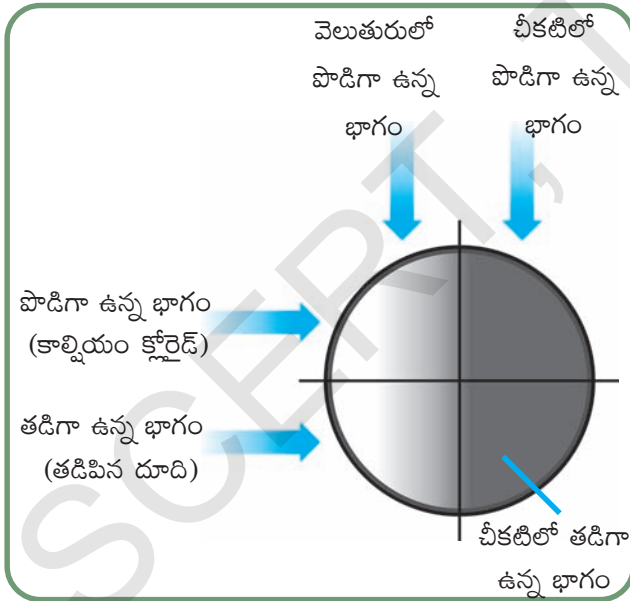 వెలుతురులో
పొడిగా ఉన్న
భాగం
చీకటిలో
పొడిగా ఉన్న
భాగం
పొడిగా ఉన్న భాగం
(కాల్షియం క్లోరైడ్)
తడిగా ఉన్న భాగం
(తడిపిన దూది)
చీకటిలో తడిగా
ఉన్న భాగం
SCERT, T